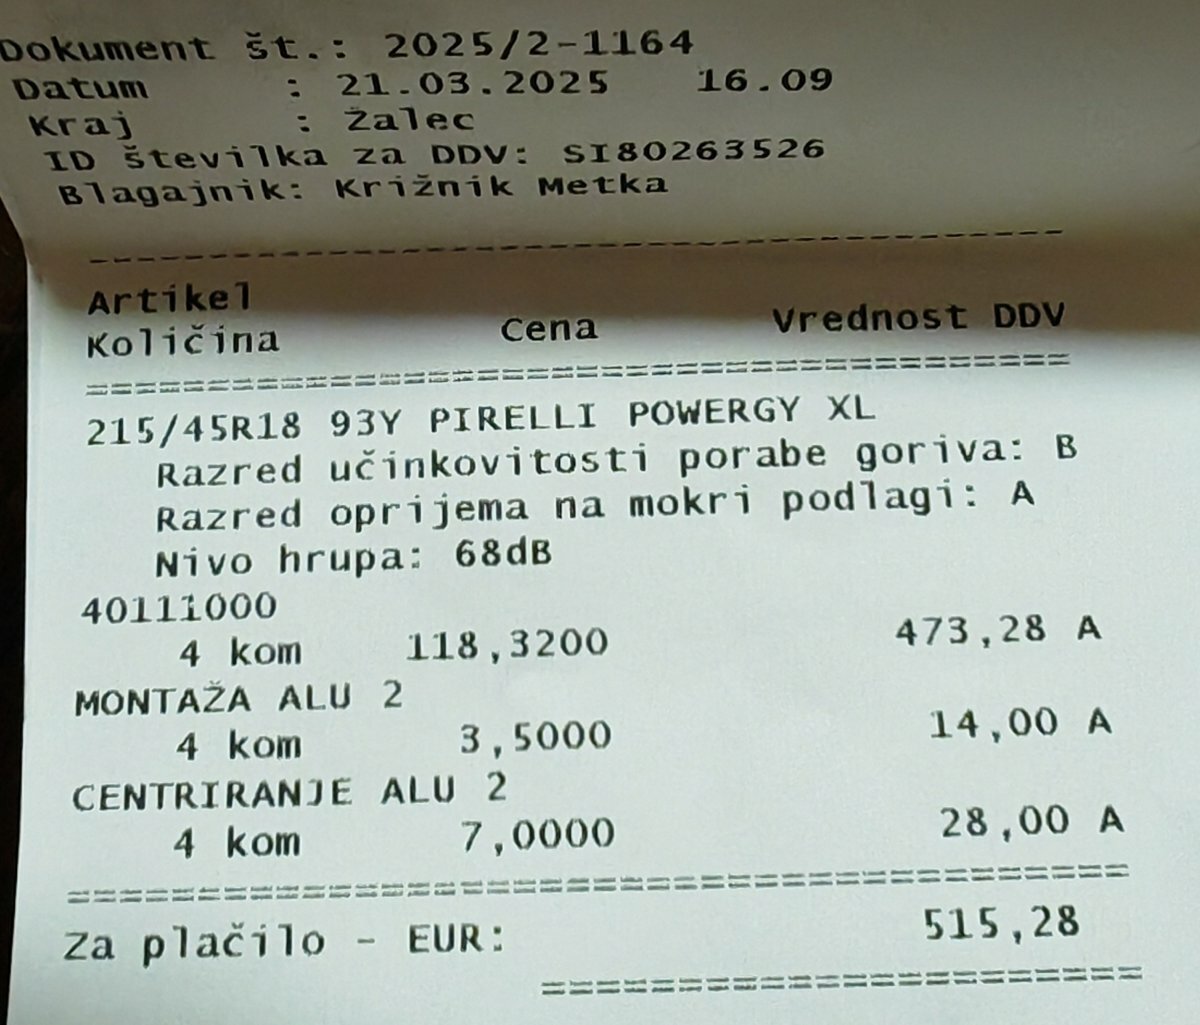 Dokument št.: 2025/2-1164
Datum : 21.03.2025 16.09
Kraj : Žalec
ID številka za DDV: SI80263526
Blagajnik: Križnik Metka
----------------------------------------
Artikel
Količina Cena Vrednost DDV
========================================
215/45R18 93Y PIRELLI POWERGY XL
Razred učinkovitosti porabe goriva: B
Razred oprijema na mokri podlagi: A
Nivo hrupa: 68dB
40111000
4 kom 118,3200 473,28 A
MONTAŽA ALU 2
4 kom 3,5000 14,00 A
CENTRIRANJE ALU 2
4 kom 7,0000 28,00 A
========================================
Za plačilo - EUR: 515,28
======================